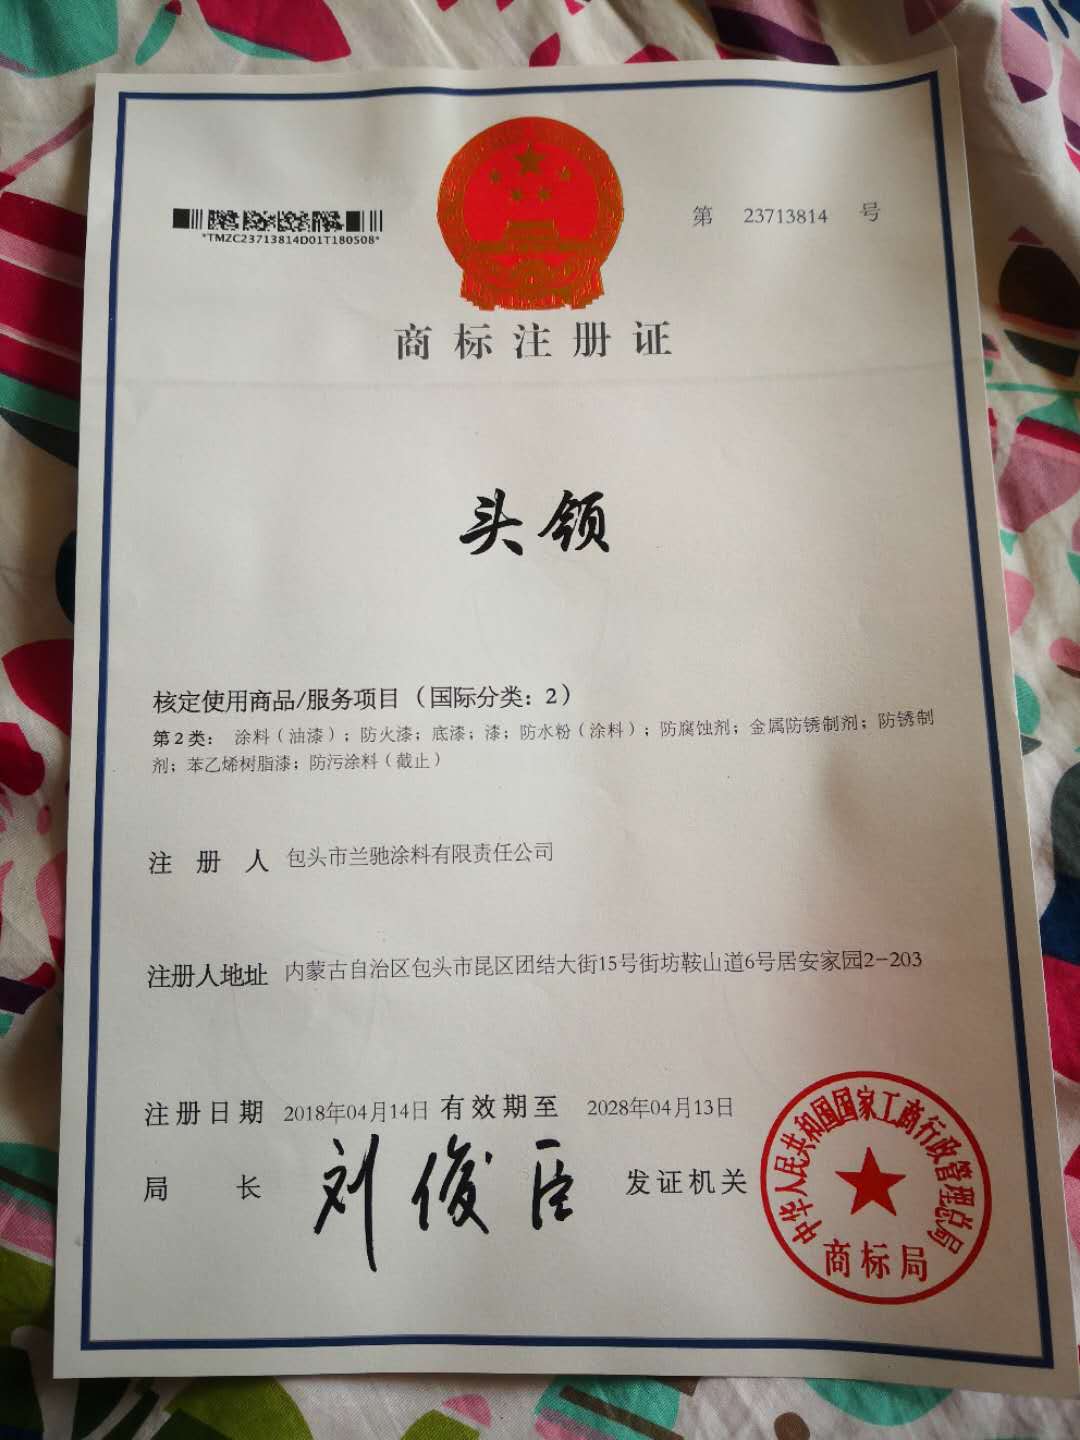 第 23713814 号
*TMZC23713814D01T180508*
商标注册证
头领
核定使用商品/服务项目（国际分类：2）
第2类： 涂料（油漆）；防火漆；底漆；漆；防水粉（涂料）；防腐蚀剂；金属防锈制剂；防锈制
剂；苯乙烯树脂漆；防污涂料（截止）
注册人 包头市兰驰涂料有限责任公司
注册人地址 内蒙古自治区包头市昆区团结大街15号街坊鞍山道6号居安家园2-203
注册日期 2018年04月14日 有效期至 2028年04月13日
局长 刘俊臣 发证机关
中华人民共和国国家工商行政管理总局
商标局